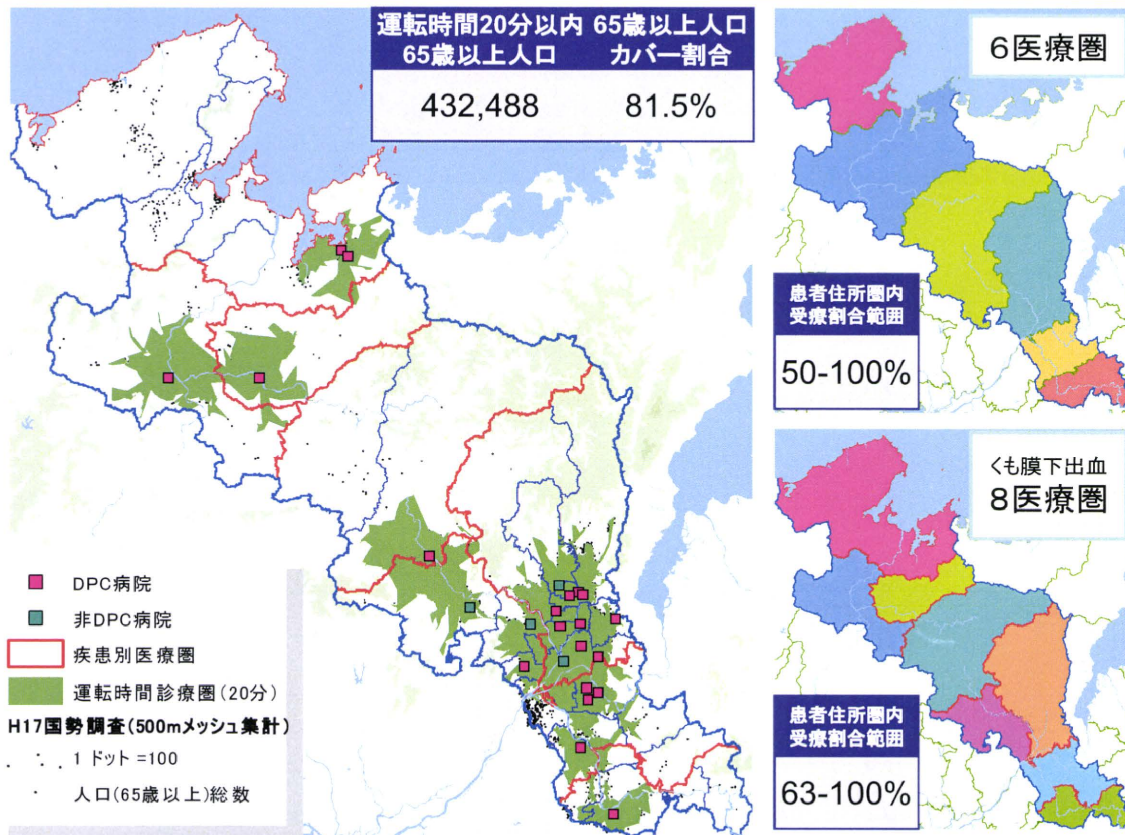 運転時間20分以内 65歳以上人口
65歳以上人口 カバー割合
432,488 81.5%
DPC病院
非DPC病院
疾患別医療圏
運転時間診療圏(20分)
H17国勢調査(500mメッシュ集計)
1 ドット =100
人口(65歳以上)総数
6医療圏
患者住所圏内
受療割合範囲
50-100%
くも膜下出血
8医療圏
患者住所圏内
受療割合範囲
63-100%